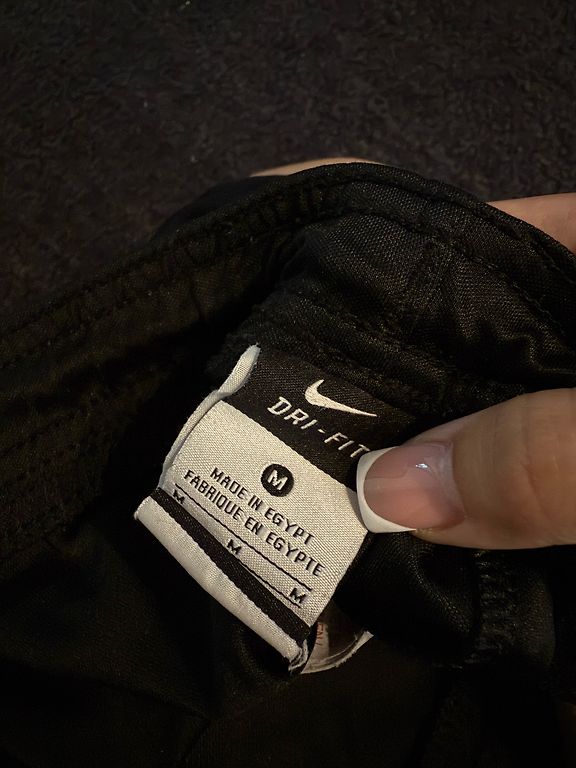 DRI-FIT
M
MADE IN EGYPT
FABRIQUE EN EGYPTE
M M M